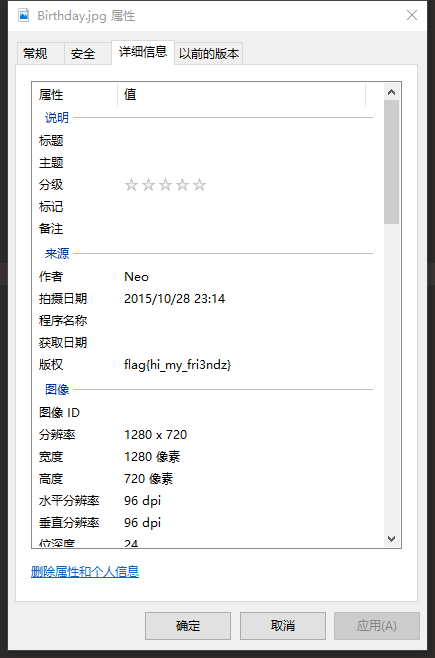 Birthday.jpg 属性
常规 安全 详细信息 以前的版本
属性 值
说明
标题
主题
分级
标记
备注
来源
作者 Neo
拍摄日期 2015/10/28 23:14
程序名称
获取日期
版权 flag{hi_my_fri3ndz}
图像
图像 ID
分辨率 1280 x 720
宽度 1280 像素
高度 720 像素
水平分辨率 96 dpi
垂直分辨率 96 dpi
位深度 24
删除属性和个人信息
确定 取消 应用(A)